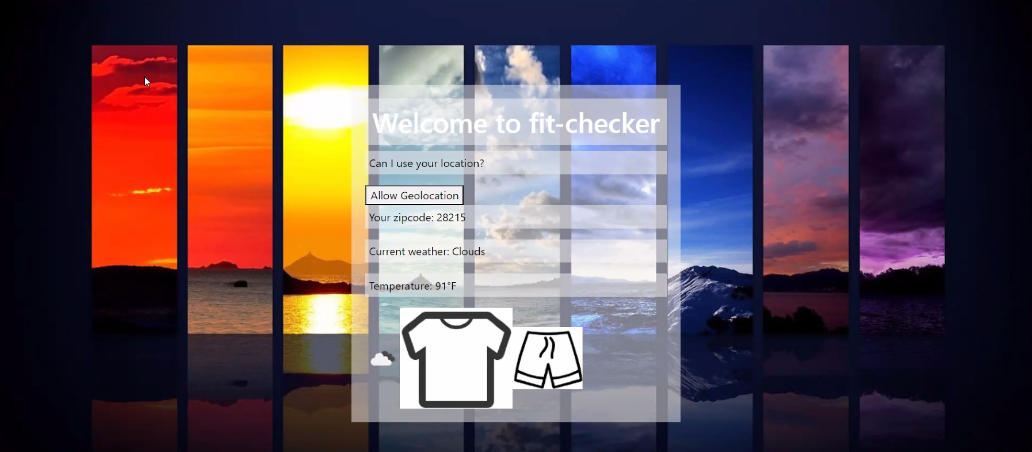 Welcome to fit-checker
Can I use your location?
Allow Geolocation
Your zipcode: 28215
Current weather: Clouds
Temperature: 91°F